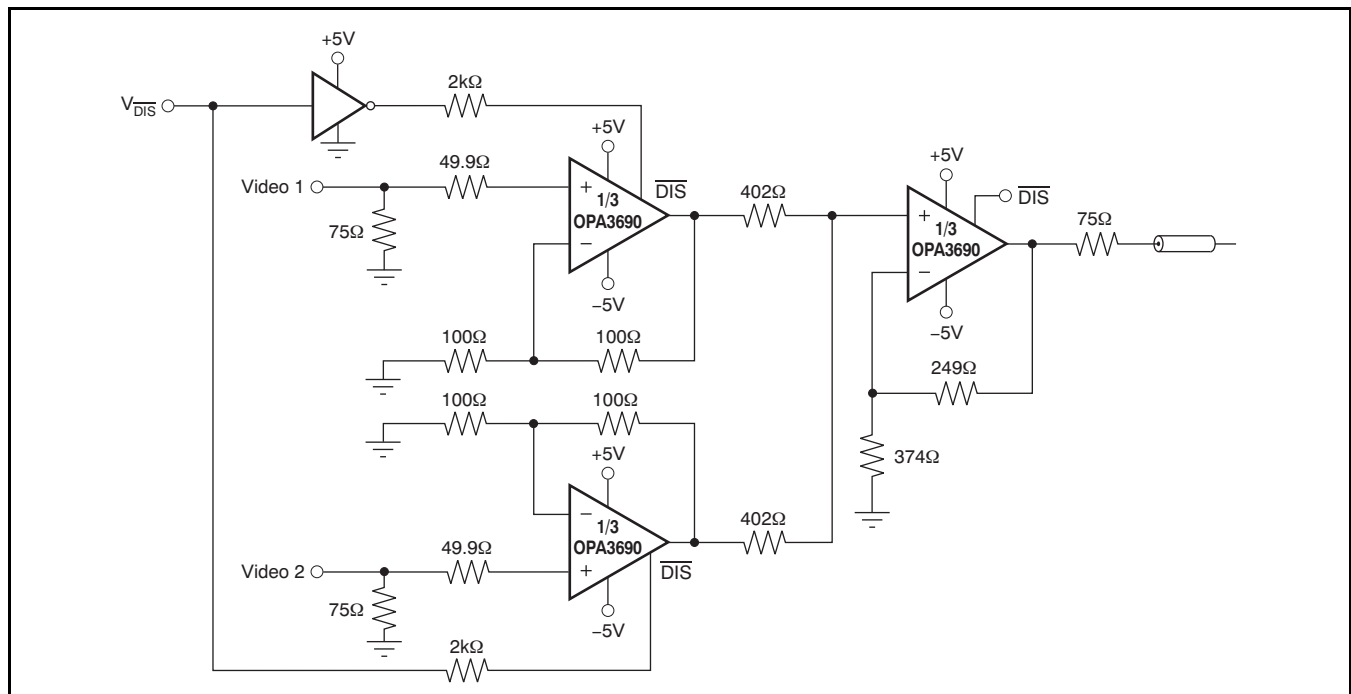 +5V
V DIS
2kΩ
+5V
Video 1
49.9Ω
DIS
+
1/3
OPA3690
−
75Ω
−5V
402Ω
+5V
DIS
+
1/3
OPA3690
−
75Ω
−5V
100Ω
100Ω
249Ω
100Ω
100Ω
374Ω
+5V
−
1/3
OPA3690
+
402Ω
Video 2
49.9Ω
DIS
75Ω
−5V
2kΩ